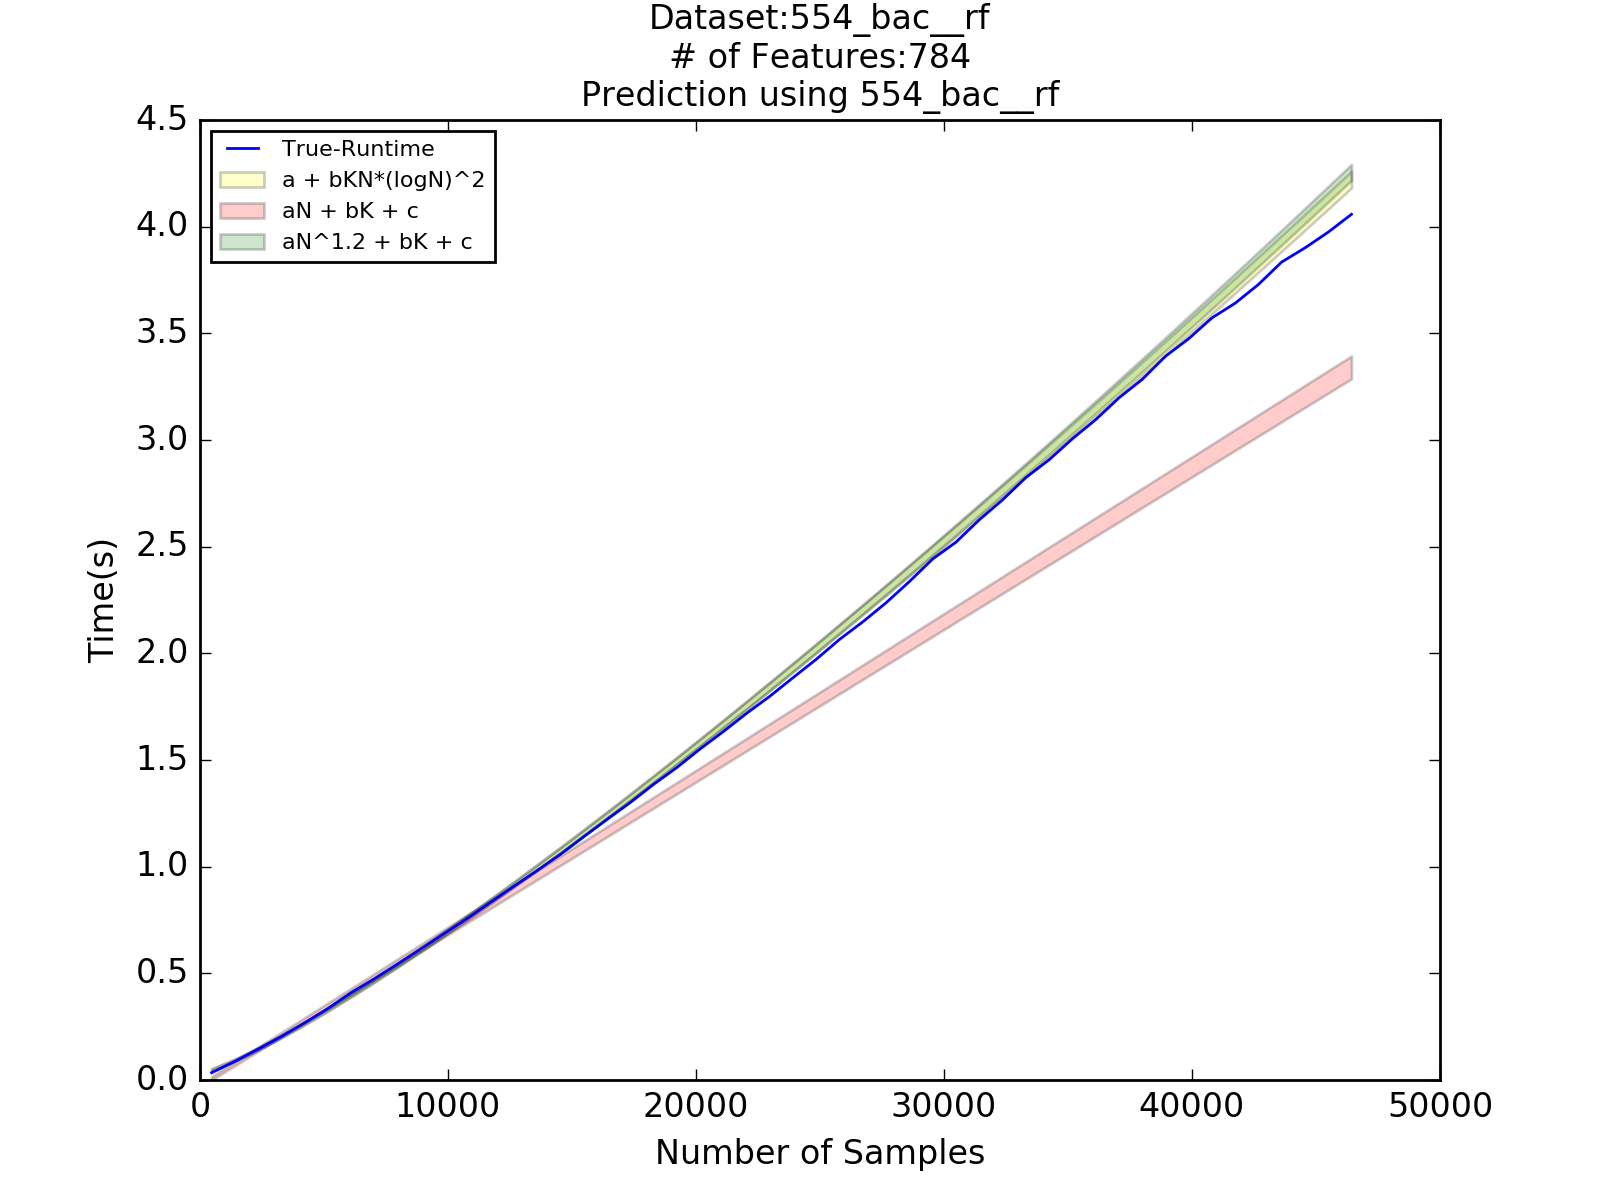 Dataset:554_bac__rf
# of Features:784
Prediction using 554_bac__rf
4.5
4.0
3.5
3.0
2.5
2.0
1.5
1.0
0.5
0.0
True-Runtime
a + bKN*(logN)^2
aN + bK + c
aN^1.2 + bK + c
Time(s)
0 10000 20000 30000 40000 50000
Number of Samples